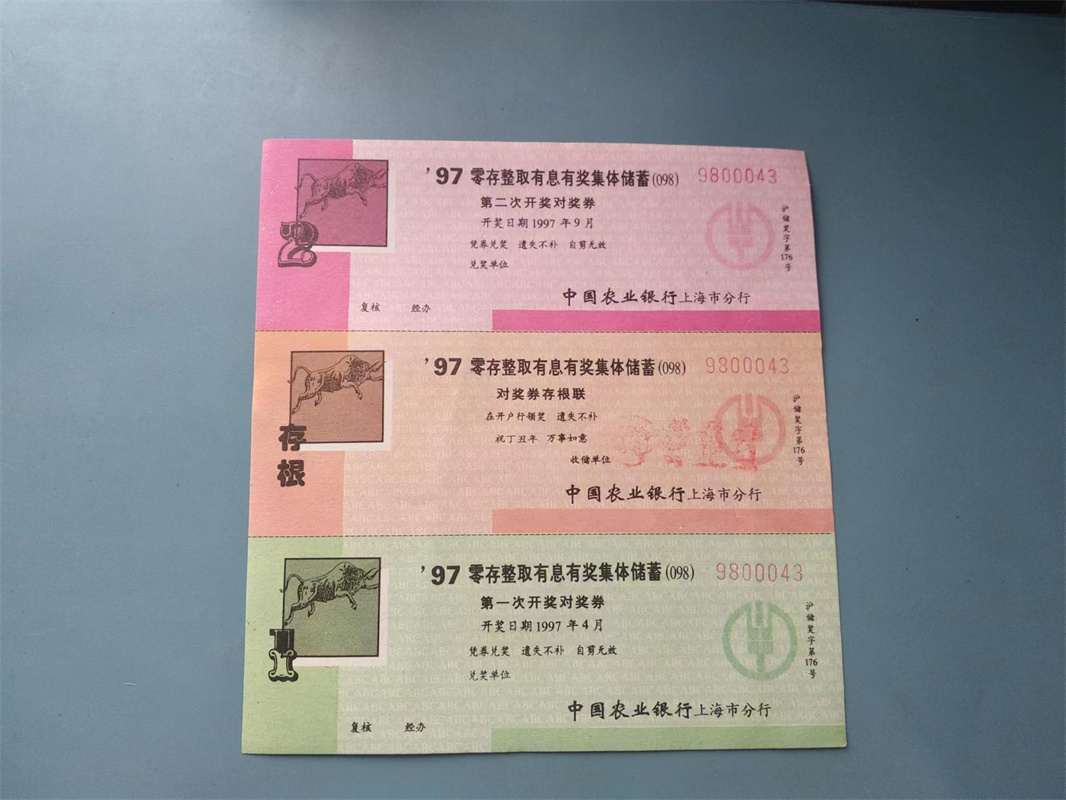 '97 零存整取有息有奖集体储蓄(098) 9800043
第二次开奖对奖券
开奖日期1997年9月
凭券兑奖 遗失不补 自剪无效
兑奖单位
中国农业银行上海市分行
复核 经办
2
沪储奖字第176号
'97 零存整取有息有奖集体储蓄(098) 9800043
对奖券存根联
在开户行领奖 遗失不补
祝丁丑年 万事如意
收储单位
中国农业银行上海市分行
存根
沪储奖字第176号
'97 零存整取有息有奖集体储蓄(098) 9800043
第一次开奖对奖券
开奖日期1997年4月
凭券兑奖 遗失不补 自剪无效
兑奖单位
中国农业银行上海市分行
复核 经办
1
沪储奖字第176号